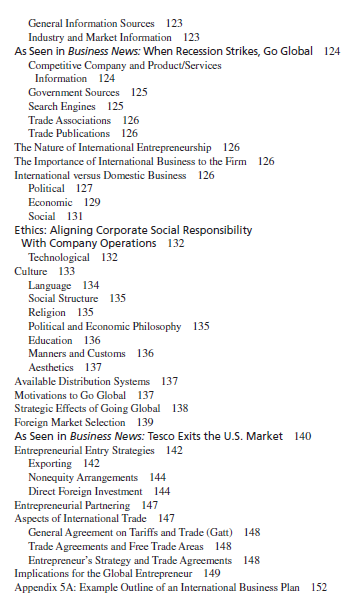 General Information Sources 123
Industry and Market Information 123
As Seen in Business News: When Recession Strikes, Go Global 124
Competitive Company and Product/Services
Information 124
Government Sources 125
Search Engines 125
Trade Associations 126
Trade Publications 126
The Nature of International Entrepreneurship 126
The Importance of International Business to the Firm 126
International versus Domestic Business 126
Political 127
Economic 129
Social 131
Ethics: Aligning Corporate Social Responsibility
With Company Operations 132
Technological 132
Culture 133
Language 134
Social Structure 135
Religion 135
Political and Economic Philosophy 135
Education 136
Manners and Customs 136
Aesthetics 137
Available Distribution Systems 137
Motivations to Go Global 137
Strategic Effects of Going Global 138
Foreign Market Selection 139
As Seen in Business News: Tesco Exits the U.S. Market 140
Entrepreneurial Entry Strategies 142
Exporting 142
Nonequity Arrangements 144
Direct Foreign Investment 144
Entrepreneurial Partnering 147
Aspects of International Trade 147
General Agreement on Tariffs and Trade (Gatt) 148
Trade Agreements and Free Trade Areas 148
Entrepreneur's Strategy and Trade Agreements 148
Implications for the Global Entrepreneur 149
Appendix 5A: Example Outline of an International Business Plan 152